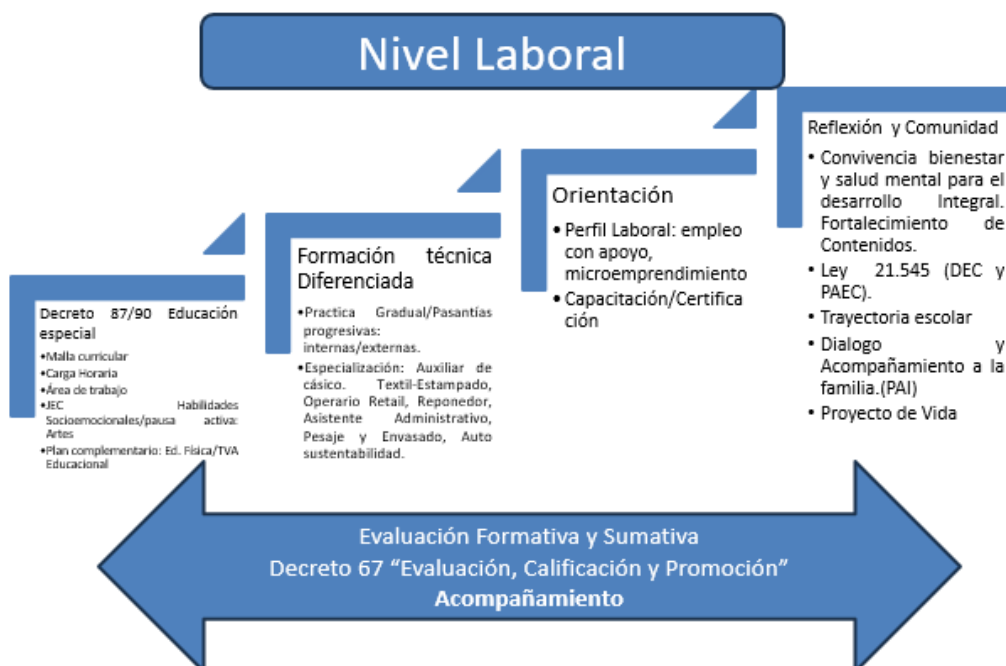 Nivel Laboral
Decreto 87/90 Educación
especial
•Malla curricular
•Carga Horaria
•Área de trabajo
•JEC Habilidades
Socioemocionales/pausa activa:
Artes
•Plan complementario: Ed. Física/TVA
Educacional
Formación técnica
Diferenciada
•Practica Gradual/Pasantías
progresivas:
internas/externas.
•Especialización: Auxiliar de
cásico. Textil-Estampado,
Operario Retail, Reponedor,
Asistente Administrativo,
Pesaje y Envasado, Auto
sustentabilidad.
Orientación
•Perfil Laboral: empleo
con apoyo,
microemprendimiento
•Capacitación/Certifica
ción
Reflexión y Comunidad
• Convivencia bienestar
y salud mental para el
desarrollo Integral.
Fortalecimiento de
Contenidos.
• Ley 21.545 (DEC y
PAEC).
• Trayectoria escolar
• Dialogo y
Acompañamiento a la
familia.(PAI)
• Proyecto de Vida
Evaluación Formativa y Sumativa
Decreto 67 “Evaluación, Calificación y Promoción”
Acompañamiento